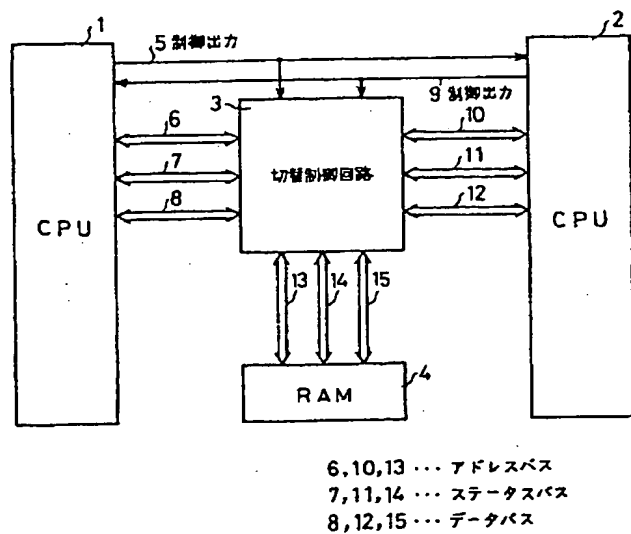 1
2
5 制御出力
9 制御出力
3
6
7
8
10
11
12
切替制御回路
CPU
CPU
13
14
15
RAM
4
6,10,13 ・・・ アドレスバス
7,11,14 ・・・ ステータスバス
8,12,15 ・・・ データバス